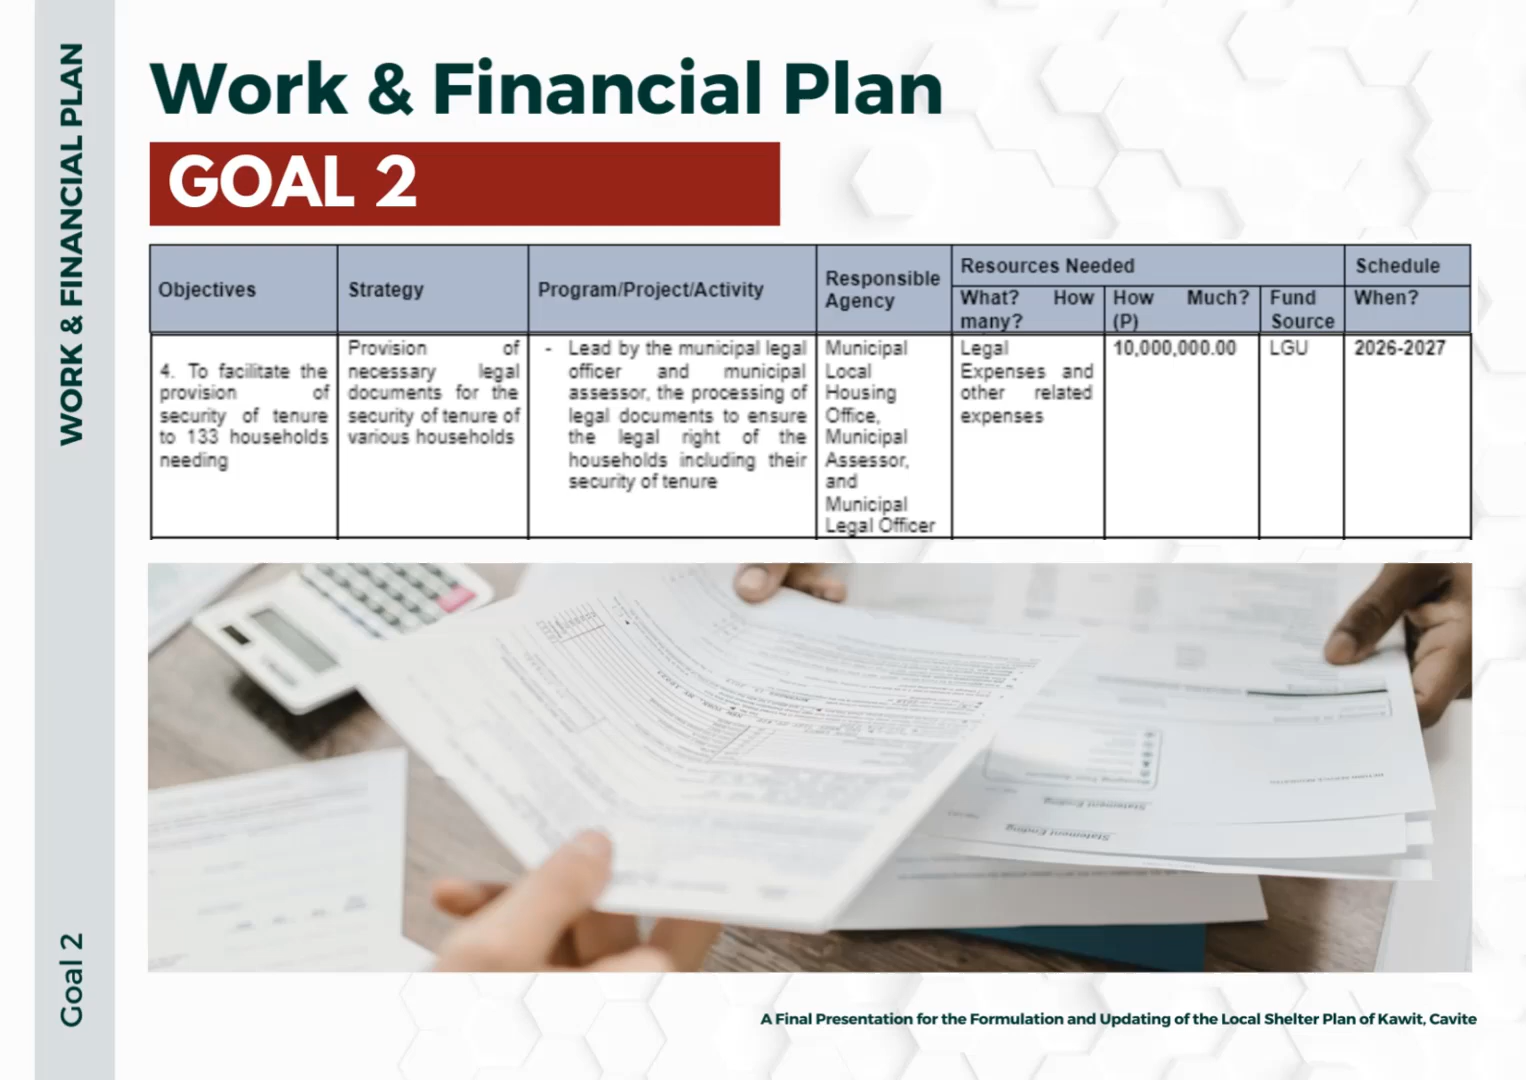 WORK & FINANCIAL PLAN
Goal 2
Work & Financial Plan
GOAL 2
Objectives
Strategy
Program/Project/Activity
Responsible
Agency
Resources Needed
What? How
many?
How Much?
(P)
Fund
Source
Schedule
When?
4. To facilitate the
provision of
security of tenure
to 133 households
needing
Provision of
necessary legal
documents for the
security of tenure of
various households
- Lead by the municipal legal
officer and municipal
assessor, the processing of
legal documents to ensure
the legal right of the
households including their
security of tenure
Municipal
Local
Housing
Office,
Municipal
Assessor,
and
Municipal
Legal Officer
Legal
Expenses and
other related
expenses
10,000,000.00
LGU
2026-2027
Statement Ending
Statement Ending
A Final Presentation for the Formulation and Updating of the Local Shelter Plan of Kawit, Cavite